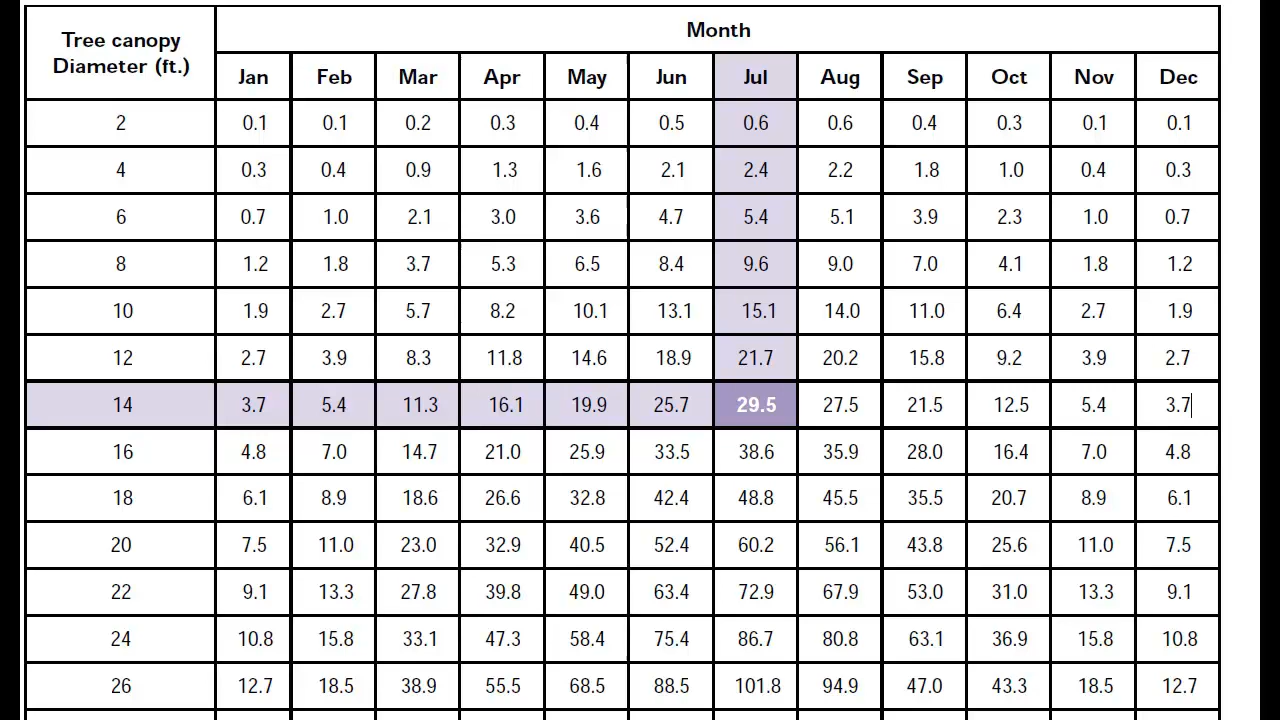 Tree canopy
Diameter (ft.)
Month
Jan Feb Mar Apr May Jun Jul Aug Sep Oct Nov Dec
2 0.1 0.1 0.2 0.3 0.4 0.5 0.6 0.6 0.4 0.3 0.1 0.1
4 0.3 0.4 0.9 1.3 1.6 2.1 2.4 2.2 1.8 1.0 0.4 0.3
6 0.7 1.0 2.1 3.0 3.6 4.7 5.4 5.1 3.9 2.3 1.0 0.7
8 1.2 1.8 3.7 5.3 6.5 8.4 9.6 9.0 7.0 4.1 1.8 1.2
10 1.9 2.7 5.7 8.2 10.1 13.1 15.1 14.0 11.0 6.4 2.7 1.9
12 2.7 3.9 8.3 11.8 14.6 18.9 21.7 20.2 15.8 9.2 3.9 2.7
14 3.7 5.4 11.3 16.1 19.9 25.7 29.5 27.5 21.5 12.5 5.4 3.7
16 4.8 7.0 14.7 21.0 25.9 33.5 38.6 35.9 28.0 16.4 7.0 4.8
18 6.1 8.9 18.6 26.6 32.8 42.4 48.8 45.5 35.5 20.7 8.9 6.1
20 7.5 11.0 23.0 32.9 40.5 52.4 60.2 56.1 43.8 25.6 11.0 7.5
22 9.1 13.3 27.8 39.8 49.0 63.4 72.9 67.9 53.0 31.0 13.3 9.1
24 10.8 15.8 33.1 47.3 58.4 75.4 86.7 80.8 63.1 36.9 15.8 10.8
26 12.7 18.5 38.9 55.5 68.5 88.5 101.8 94.9 47.0 43.3 18.5 12.7